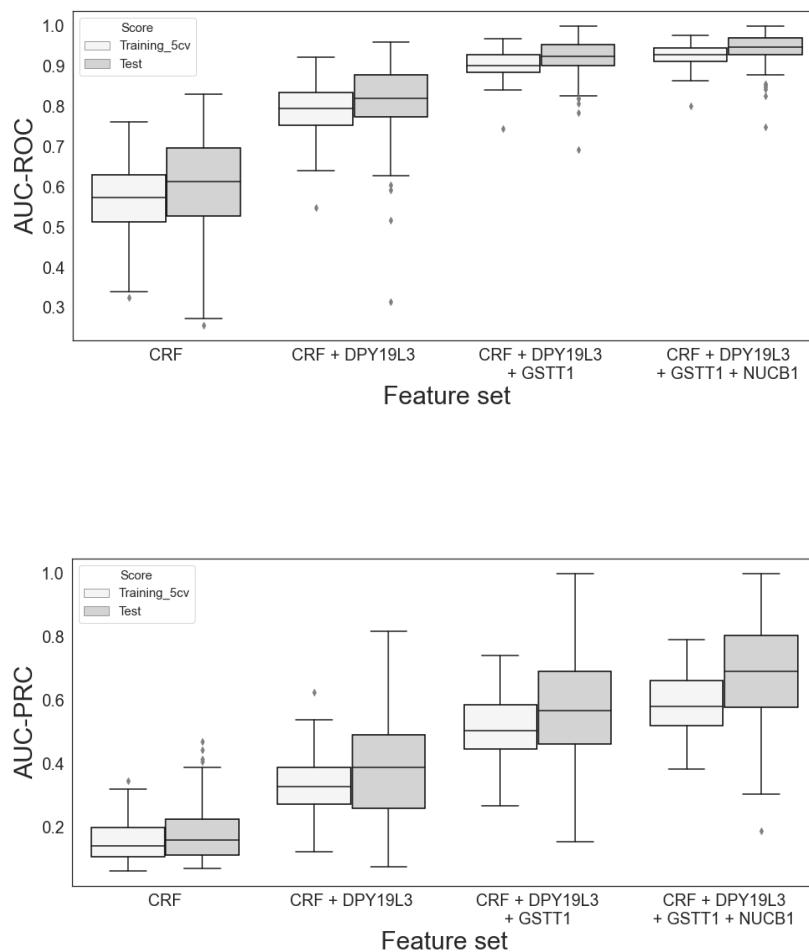 Score
Training_5cv
Test
AUC-ROC
1.0
0.9
0.8
0.7
0.6
0.5
0.4
0.3
CRF
CRF + DPY19L3
CRF + DPY19L3
+ GSTT1
CRF + DPY19L3
+ GSTT1 + NUCB1
Feature set
Score
Training_5cv
Test
AUC-PRC
1.0
0.8
0.6
0.4
0.2
CRF
CRF + DPY19L3
CRF + DPY19L3
+ GSTT1
CRF + DPY19L3
+ GSTT1 + NUCB1
Feature set